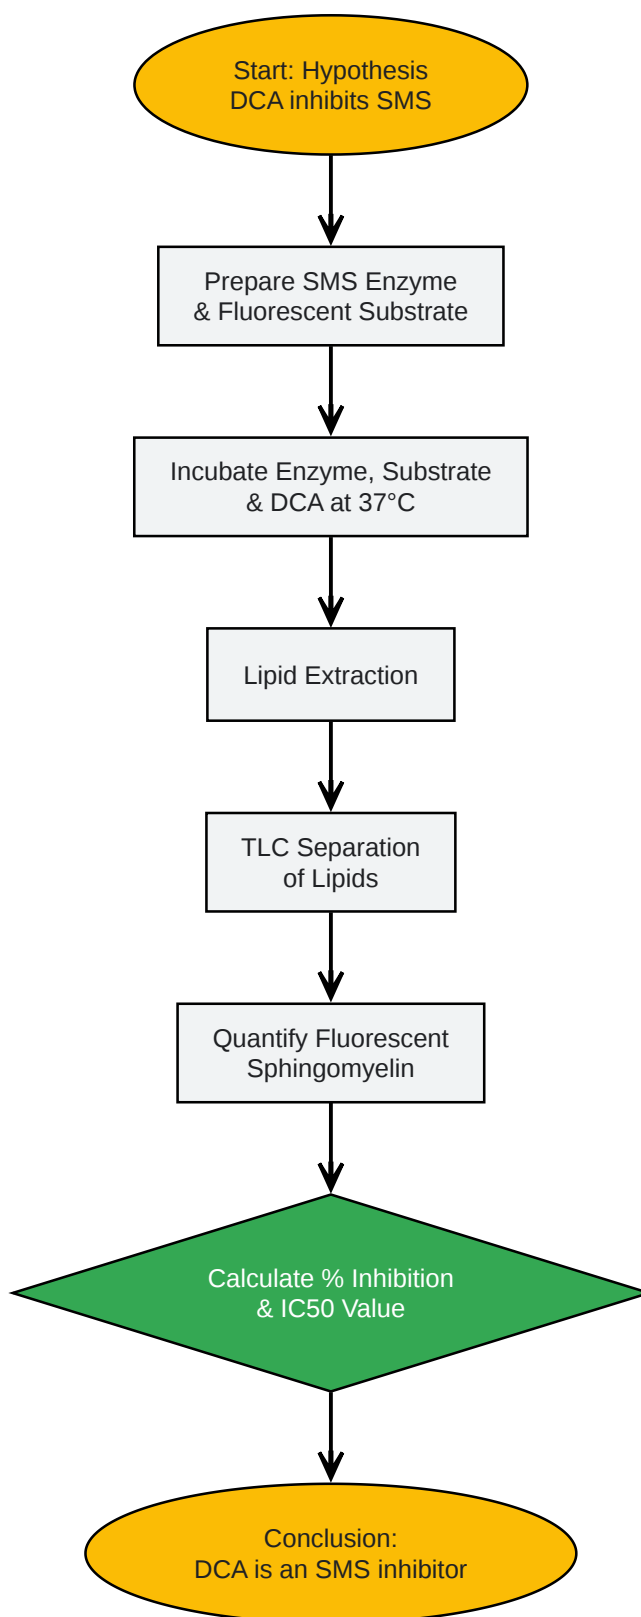 Start: Hypothesis
DCA inhibits SMS
Prepare SMS Enzyme
& Fluorescent Substrate
Incubate Enzyme, Substrate
& DCA at 37°C
Lipid Extraction
TLC Separation
of Lipids
Quantify Fluorescent
Sphingomyelin
Calculate % Inhibition
& IC50 Value
Conclusion:
DCA is an SMS inhibitor